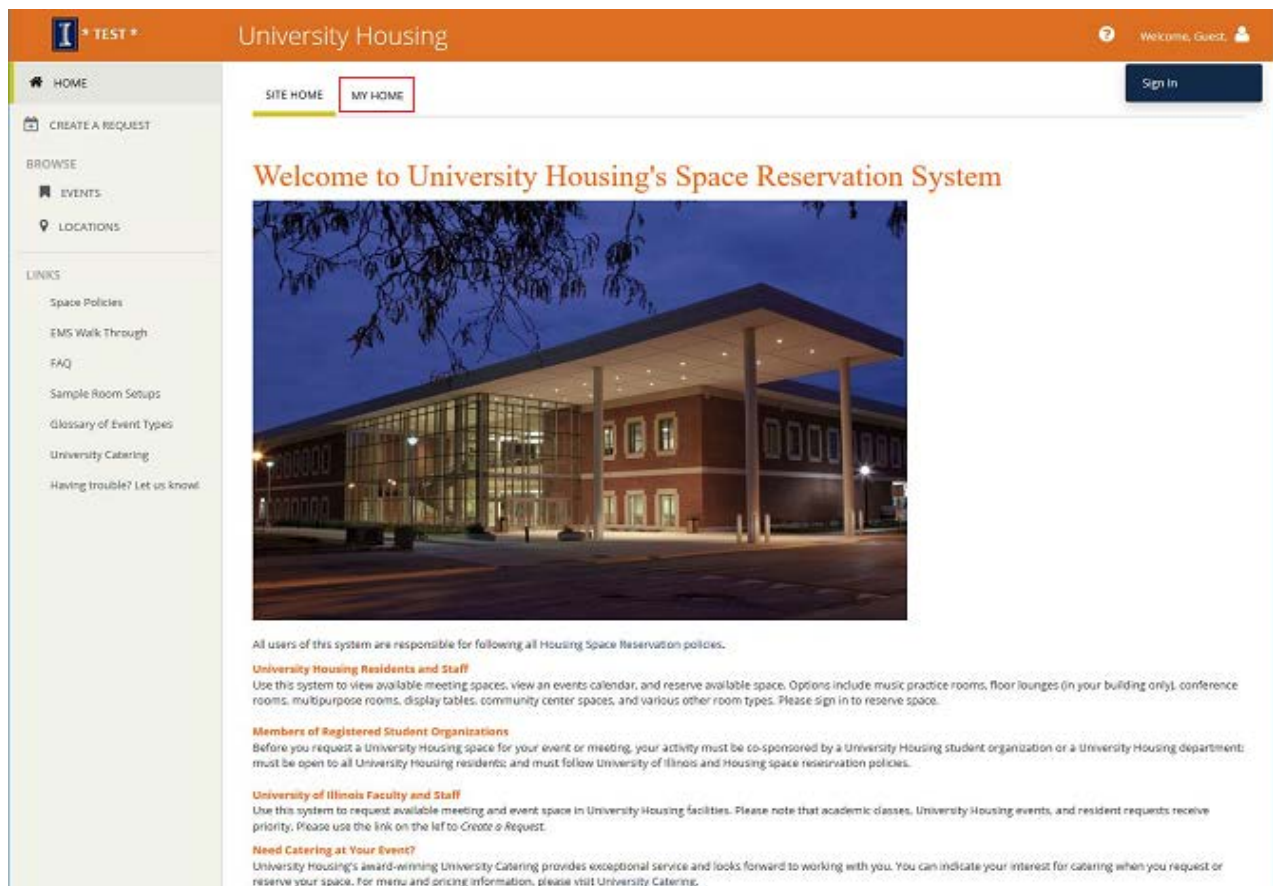 I * TEST *
University Housing
? Welcome, Guest.
HOME
SITE HOME MY HOME
Sign In
CREATE A REQUEST
BROWSE
EVENTS
LOCATIONS
LINKS
Space Policies
EMS Walk Through
FAQ
Sample Room Setups
Glossary of Event Types
University Catering
Having trouble? Let us know!
Welcome to University Housing's Space Reservation System
All users of this system are responsible for following all Housing Space Reservation policies.
University Housing Residents and Staff
Use this system to view available meeting spaces, view an events calendar, and reserve available space. Options include music practice rooms, floor lounges (in your building only), conference
rooms, multipurpose rooms, display tables, community center spaces, and various other room types. Please sign in to reserve space.
Members of Registered Student Organizations
Before you request a University Housing space for your event or meeting, your activity must be co-sponsored by a University Housing student organization or a University Housing department;
must be open to all University Housing residents; and must follow University of Illinois and Housing space resesrvation policies.
University of Illinois Faculty and Staff
Use this system to request available meeting and event space in University Housing facilities. Please note that academic classes, University Housing events, and resident requests receive
priority. Please use the link on the lef to Create a Request.
Need Catering at Your Event?
University Housing's award-winning University Catering provides exceptional service and looks forward to working with you. You can indicate your interest for catering when you request or
reserve your space. For menu and pricing information, please visit University Catering.